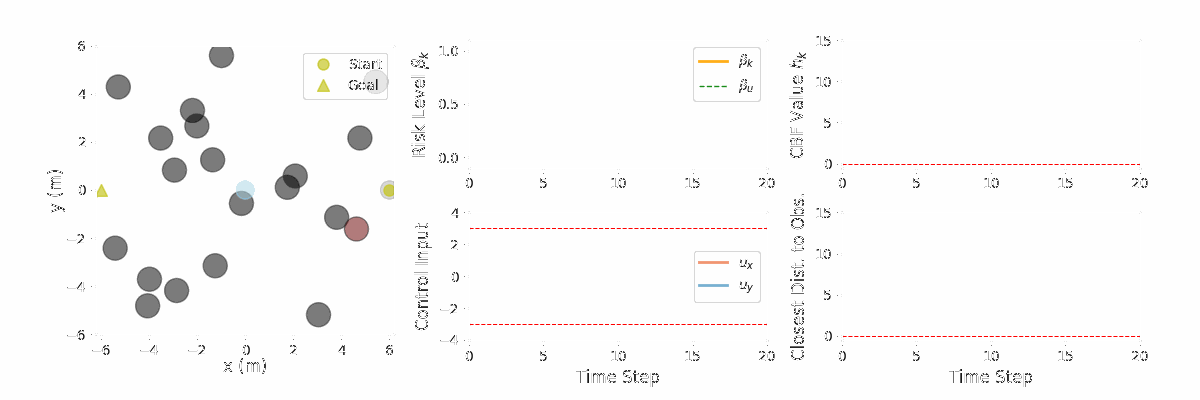 y (m)
6
4
2
0
−2
−4
−6
−6 −4 −2 0 2 4 6
x (m)
Start
Goal
Risk Level β̂k
1.0
0.5
0.0
0 5 10 15 20
β̂k
βu
Control Input
4
2
0
−2
−4
0 5 10 15 20
Time Step
ux
uy
CBF Value ĥk
15
10
5
0
0 5 10 15 20
Closest Dist. to Obs.
15
10
5
0
0 5 10 15 20
Time Step